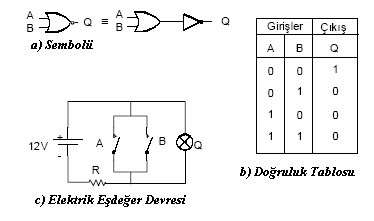 A
B
Q
≡
A
B
Q
a) Sembolü
Girişler Çıkış
A B Q
0 0 1
0 1 0
1 0 0
1 1 0
b) Doğruluk Tablosu
12V
+
-
A
B
Q
R
c) Elektrik Eşdeğer Devresi